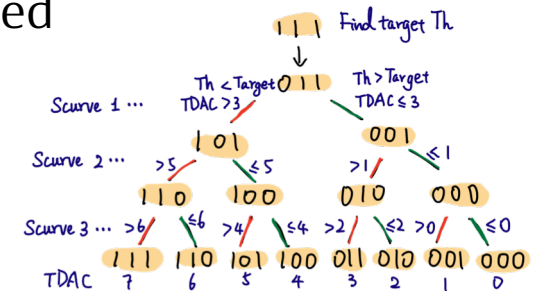 ed
111 Find target Th
Th < Target 011 Th > Target
Scurve 1 ... TDAC > 3 TDAC ≤ 3
101 001
Scurve 2 ... >5 ≤5 >1 ≤1
110 100 010 000
Scurve 3 ... >6 ≤6 >4 ≤4 >2 ≤2 >0 ≤0
111 110 101 100 011 010 001 000
TDAC 7 6 5 4 3 2 1 0